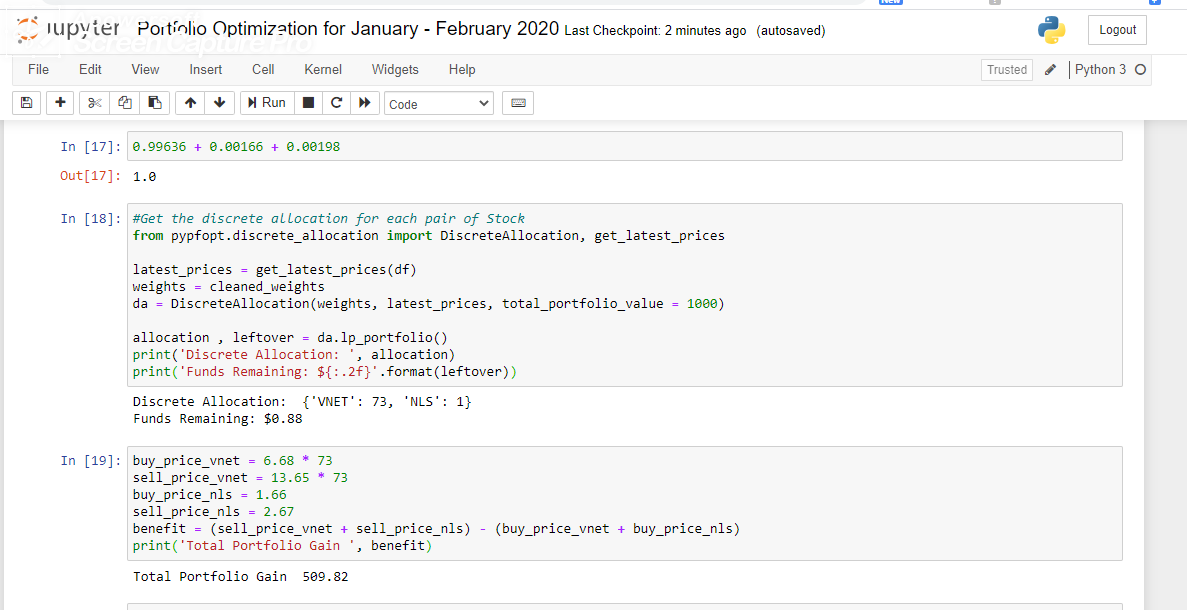 New
jupyter Portfolio Optimization for January - February 2020 Last Checkpoint: 2 minutes ago (autosaved)
Logout
File Edit View Insert Cell Kernel Widgets Help
Trusted Python 3
Run Code
In [17]: 0.99636 + 0.00166 + 0.00198
Out[17]: 1.0
In [18]: #Get the discrete allocation for each pair of Stock
from pypfopt.discrete_allocation import DiscreteAllocation, get_latest_prices
latest_prices = get_latest_prices(df)
weights = cleaned_weights
da = DiscreteAllocation(weights, latest_prices, total_portfolio_value = 1000)
allocation , leftover = da.lp_portfolio()
print('Discrete Allocation: ', allocation)
print('Funds Remaining: ${:.2f}'.format(leftover))
Discrete Allocation:  {'VNET': 73, 'NLS': 1}
Funds Remaining: $0.88
In [19]: buy_price_vnet = 6.68 * 73
sell_price_vnet = 13.65 * 73
buy_price_nls = 1.66
sell_price_nls = 2.67
benefit = (sell_price_vnet + sell_price_nls) - (buy_price_vnet + buy_price_nls)
print('Total Portfolio Gain ', benefit)
Total Portfolio Gain  509.82